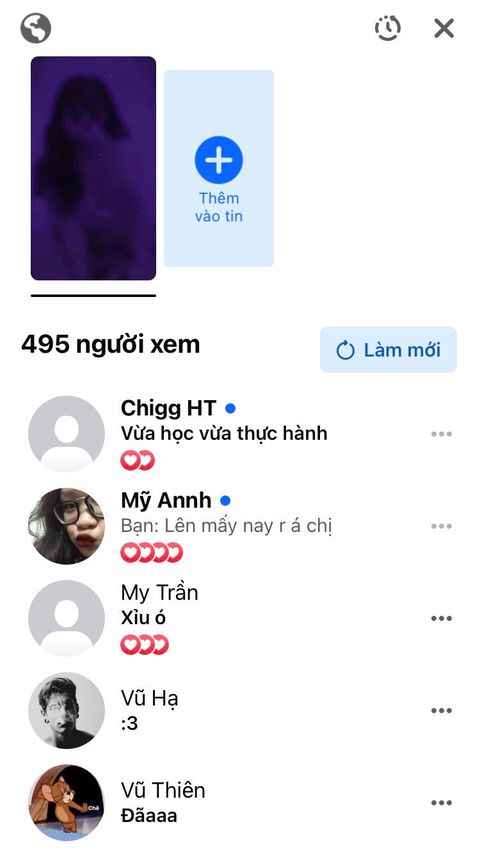 Thêm
vào tin
495 người xem
Làm mới
Chigg HT
Vừa học vừa thực hành
Mỹ Annh
Bạn: Lên mấy nay r á chị
My Trần
Xỉu ó
Vũ Hạ
:3
Vũ Thiên
Chê
Đãaaa